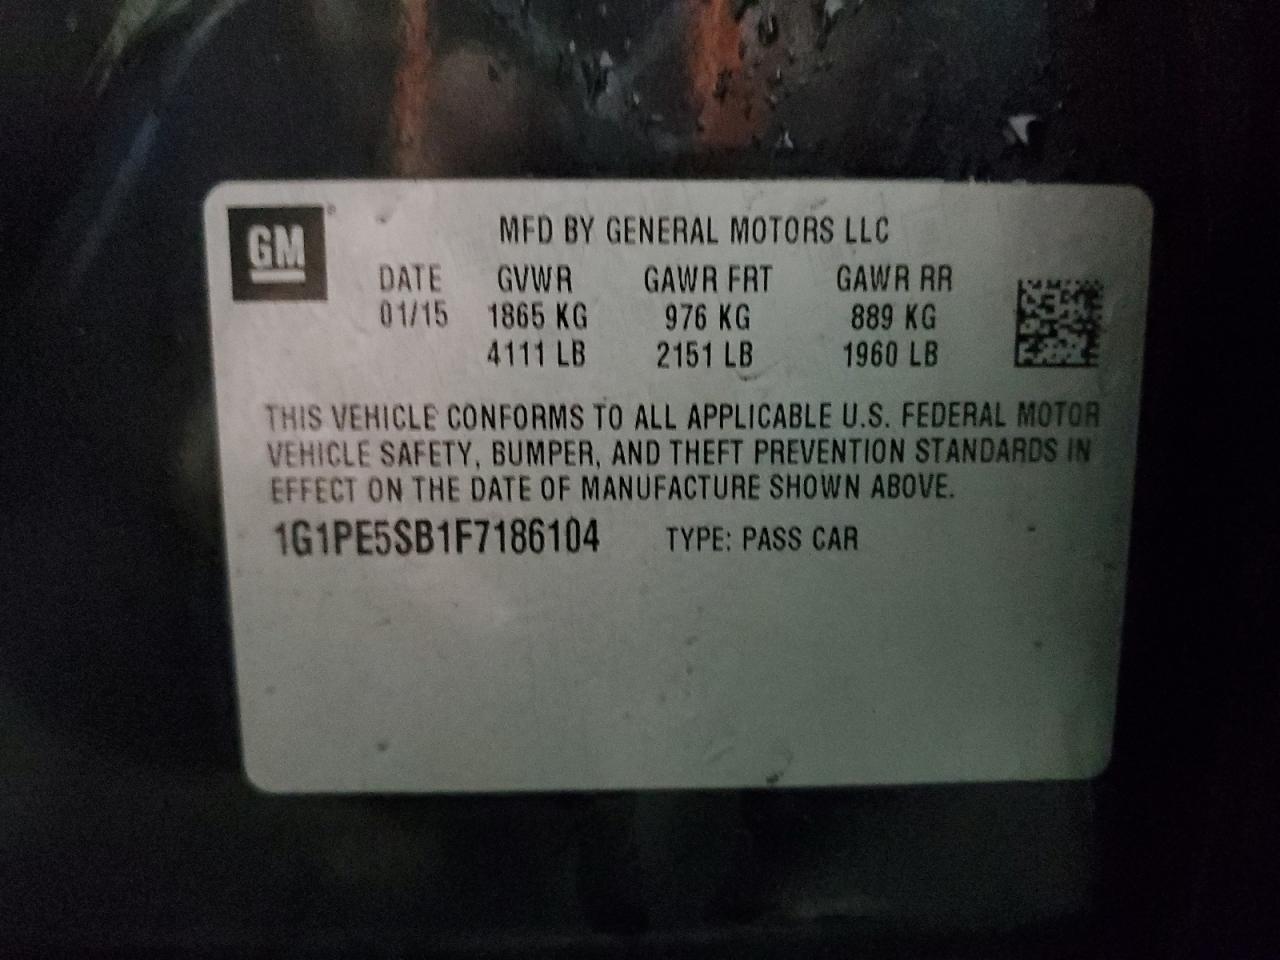 GM
MFD BY GENERAL MOTORS LLC
DATE GVWR GAWR FRT GAWR RR
01/15 1865 KG 976 KG 889 KG
4111 LB 2151 LB 1960 LB
THIS VEHICLE CONFORMS TO ALL APPLICABLE U.S. FEDERAL MOTOR
VEHICLE SAFETY, BUMPER, AND THEFT PREVENTION STANDARDS IN
EFFECT ON THE DATE OF MANUFACTURE SHOWN ABOVE.
1G1PE5SB1F7186104 TYPE: PASS CAR